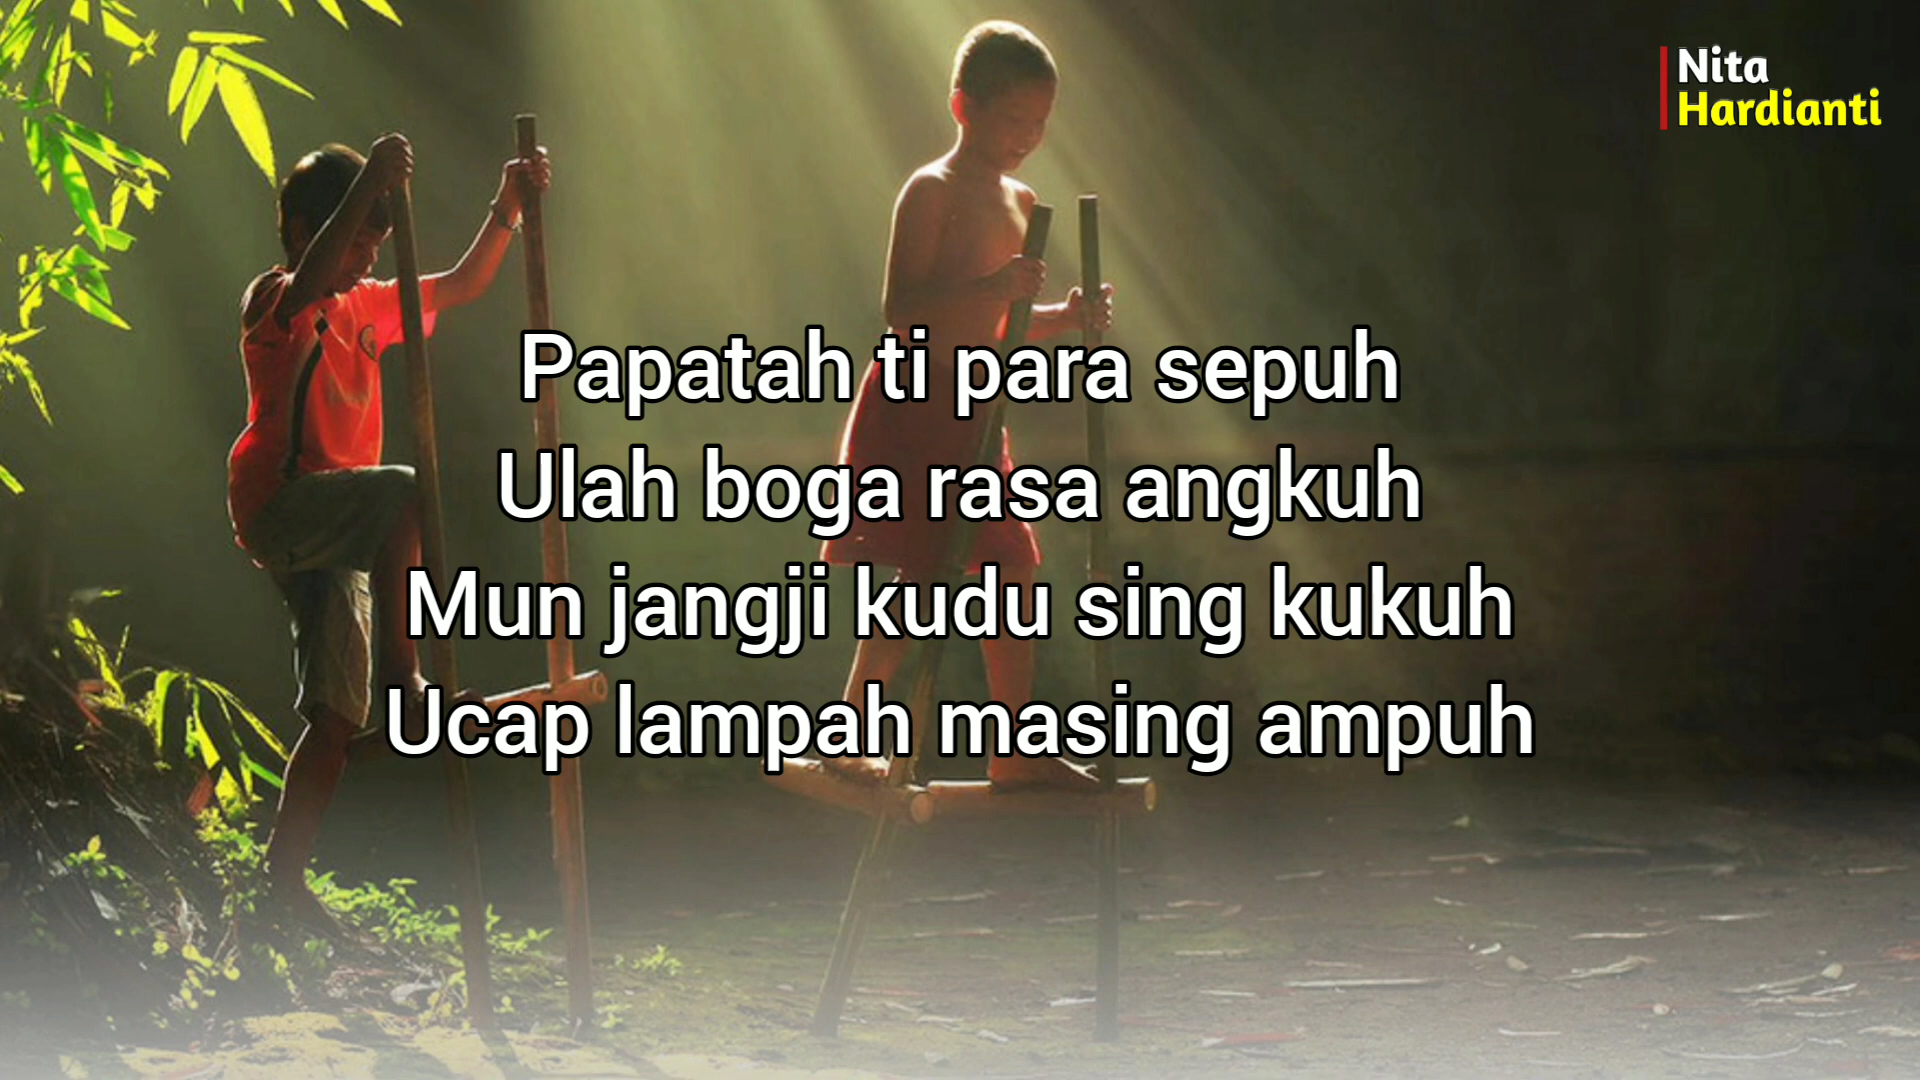 Nita
Hardianti
Papatah ti para sepuh
Ulah boga rasa angkuh
Mun jangji kudu sing kukuh
Ucap lampah masing ampuh